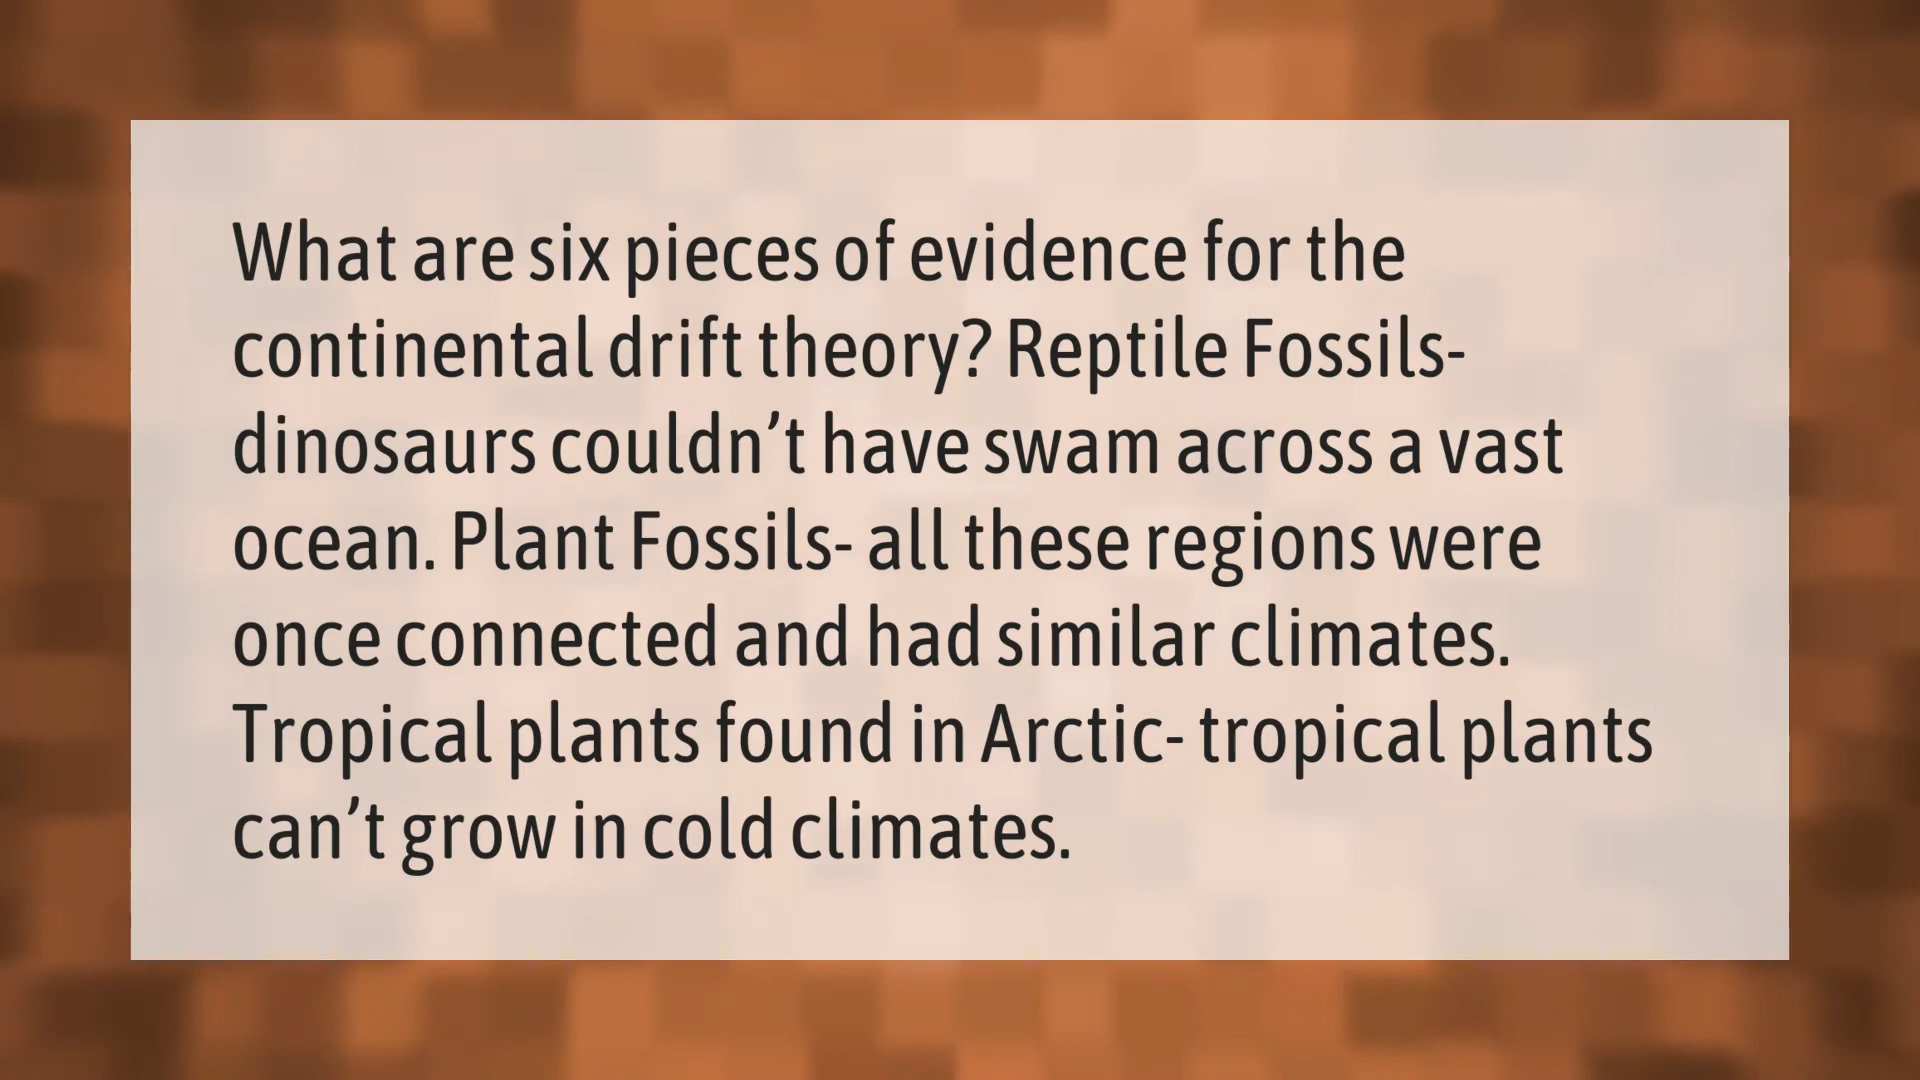 What are six pieces of evidence for the
continental drift theory? Reptile Fossils-
dinosaurs couldn’t have swam across a vast
ocean. Plant Fossils- all these regions were
once connected and had similar climates.
Tropical plants found in Arctic- tropical plants
can’t grow in cold climates.